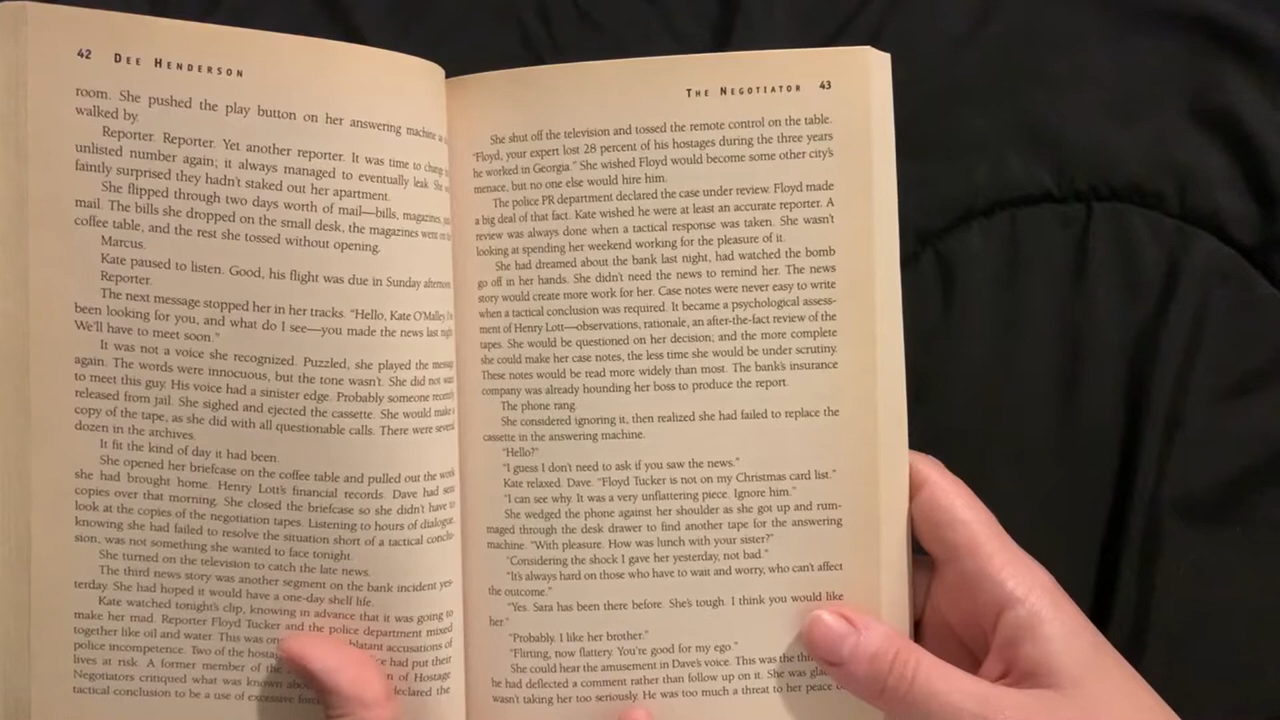 42 DEE HENDERSON
room. She pushed the play button on her answering machine
walked by.
Reporter. Reporter. Yet another reporter. It was time to
unlisted number again; it always managed to eventually leak. She
faintly surprised they hadn't staked out her apartment.
She flipped through two days worth of mail—bills, magazines,
mail. The bills she dropped on the small desk, the magazines went on
coffee table, and the rest she tossed without opening.
Marcus.
Kate paused to listen. Good, his flight was due in Sunday afternoon.
Reporter.
The next message stopped her in her tracks. "Hello, Kate O'Malley.
been looking for you, and what do I see—you made the news last night.
We'll have to meet soon."
It was not a voice she recognized. Puzzled, she played the message
again. The words were innocuous, but the tone wasn't. She did not want
to meet this guy. His voice had a sinister edge. Probably someone recently
released from jail. She sighed and ejected the cassette. She would make a
copy of the tape, as she did with all questionable calls. There were several
dozen in the archives.
It fit the kind of day it had been.
She opened her briefcase on the coffee table and pulled out the work
she had brought home. Henry Lott's financial records. Dave had sent
copies over that morning. She closed the briefcase so she didn't have to
look at the copies of the negotiation tapes. Listening to hours of dialogue,
knowing she had failed to resolve the situation short of a tactical conclu-
sion, was not something she wanted to face tonight.
She turned on the television to catch the late news.
The third news story was another segment on the bank incident yes-
terday. She had hoped it would have a one-day shelf life.
Kate watched tonight's clip, knowing in advance that it was going to
make her mad. Reporter Floyd Tucker and the police department mixed
together like oil and water. This was blatant accusations of
police incompetence. Two of the had put their
lives at risk. A former member of the of Hostage
Negotiators critiqued what was known declared the
tactical conclusion to be a use of excessive
THE NEGOTIATOR 43
She shut off the television and tossed the remote control on the table.
"Floyd, your expert lost 28 percent of his hostages during the three years
he worked in Georgia." She wished Floyd would become some other city's
menace, but no one else would hire him.
The police PR department declared the case under review. Floyd made
a big deal of that fact. Kate wished he were at least an accurate reporter. A
review was always done when a tactical response was taken. She wasn't
looking at spending her weekend working for the pleasure of it.
She had dreamed about the bank last night, had watched the bomb
go off in her hands. She didn't need the news to remind her. The news
story would create more work for her. Case notes were never easy to write
when a tactical conclusion was required. It became a psychological assess-
ment of Henry Lott—observations, rationale, an after-the-fact review of the
tapes. She would be questioned on her decision; and the more complete
she could make her case notes, the less time she would be under scrutiny.
These notes would be read more widely than most. The bank's insurance
company was already hounding her boss to produce the report.
The phone rang.
She considered ignoring it, then realized she had failed to replace the
cassette in the answering machine.
"Hello?"
"I guess I don't need to ask if you saw the news."
Kate relaxed. Dave. "Floyd Tucker is not on my Christmas card list."
"I can see why. It was a very unflattering piece. Ignore him."
She wedged the phone against her shoulder as she got up and rum-
maged through the desk drawer to find another tape for the answering
machine. "With pleasure. How was lunch with your sister?"
"Considering the shock I gave her yesterday, not bad."
"It's always hard on those who have to wait and worry, who can't affect
the outcome."
"Yes. Sara has been there before. She's tough. I think you would like
her."
"Probably. I like her brother."
"Flirting, now flattery. You're good for my ego."
She could hear the amusement in Dave's voice. This was the
he had deflected a comment rather than follow up on it. She was
wasn't taking her too seriously. He was too much a threat to her peace